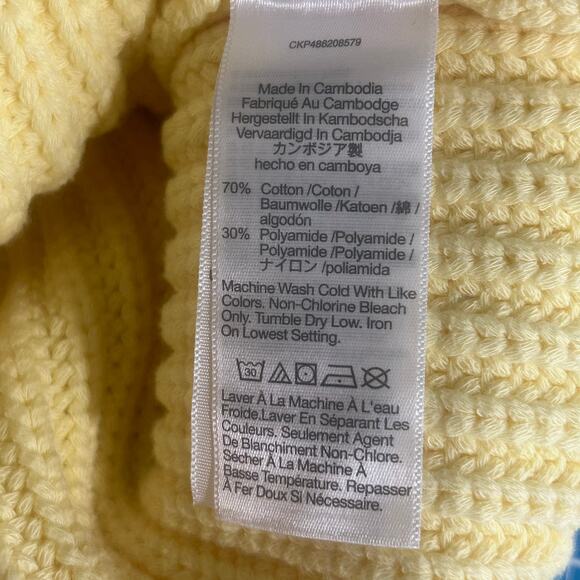 CKP486208579
Made In Cambodia
Fabriqué Au Cambodge
Hergestellt In Kambodscha
Vervaardigd In Cambodja
カンボジア製
hecho en camboya
70% Cotton /Coton /
Baumwolle /Katoen /綿 /
algodón
30% Polyamide /Polyamide /
Polyamide /Polyamide /
ナイロン /poliamida
Machine Wash Cold With Like
Colors. Non-Chlorine Bleach
Only. Tumble Dry Low. Iron
On Lowest Setting.
30
Laver À La Machine À L'eau
Froide.Laver En Séparant Les
Couleurs. Seulement Agent
De Blanchiment Non-Chlore.
Sécher À La Machine À
Basse Température. Repasser
À Fer Doux Si Nécessaire.